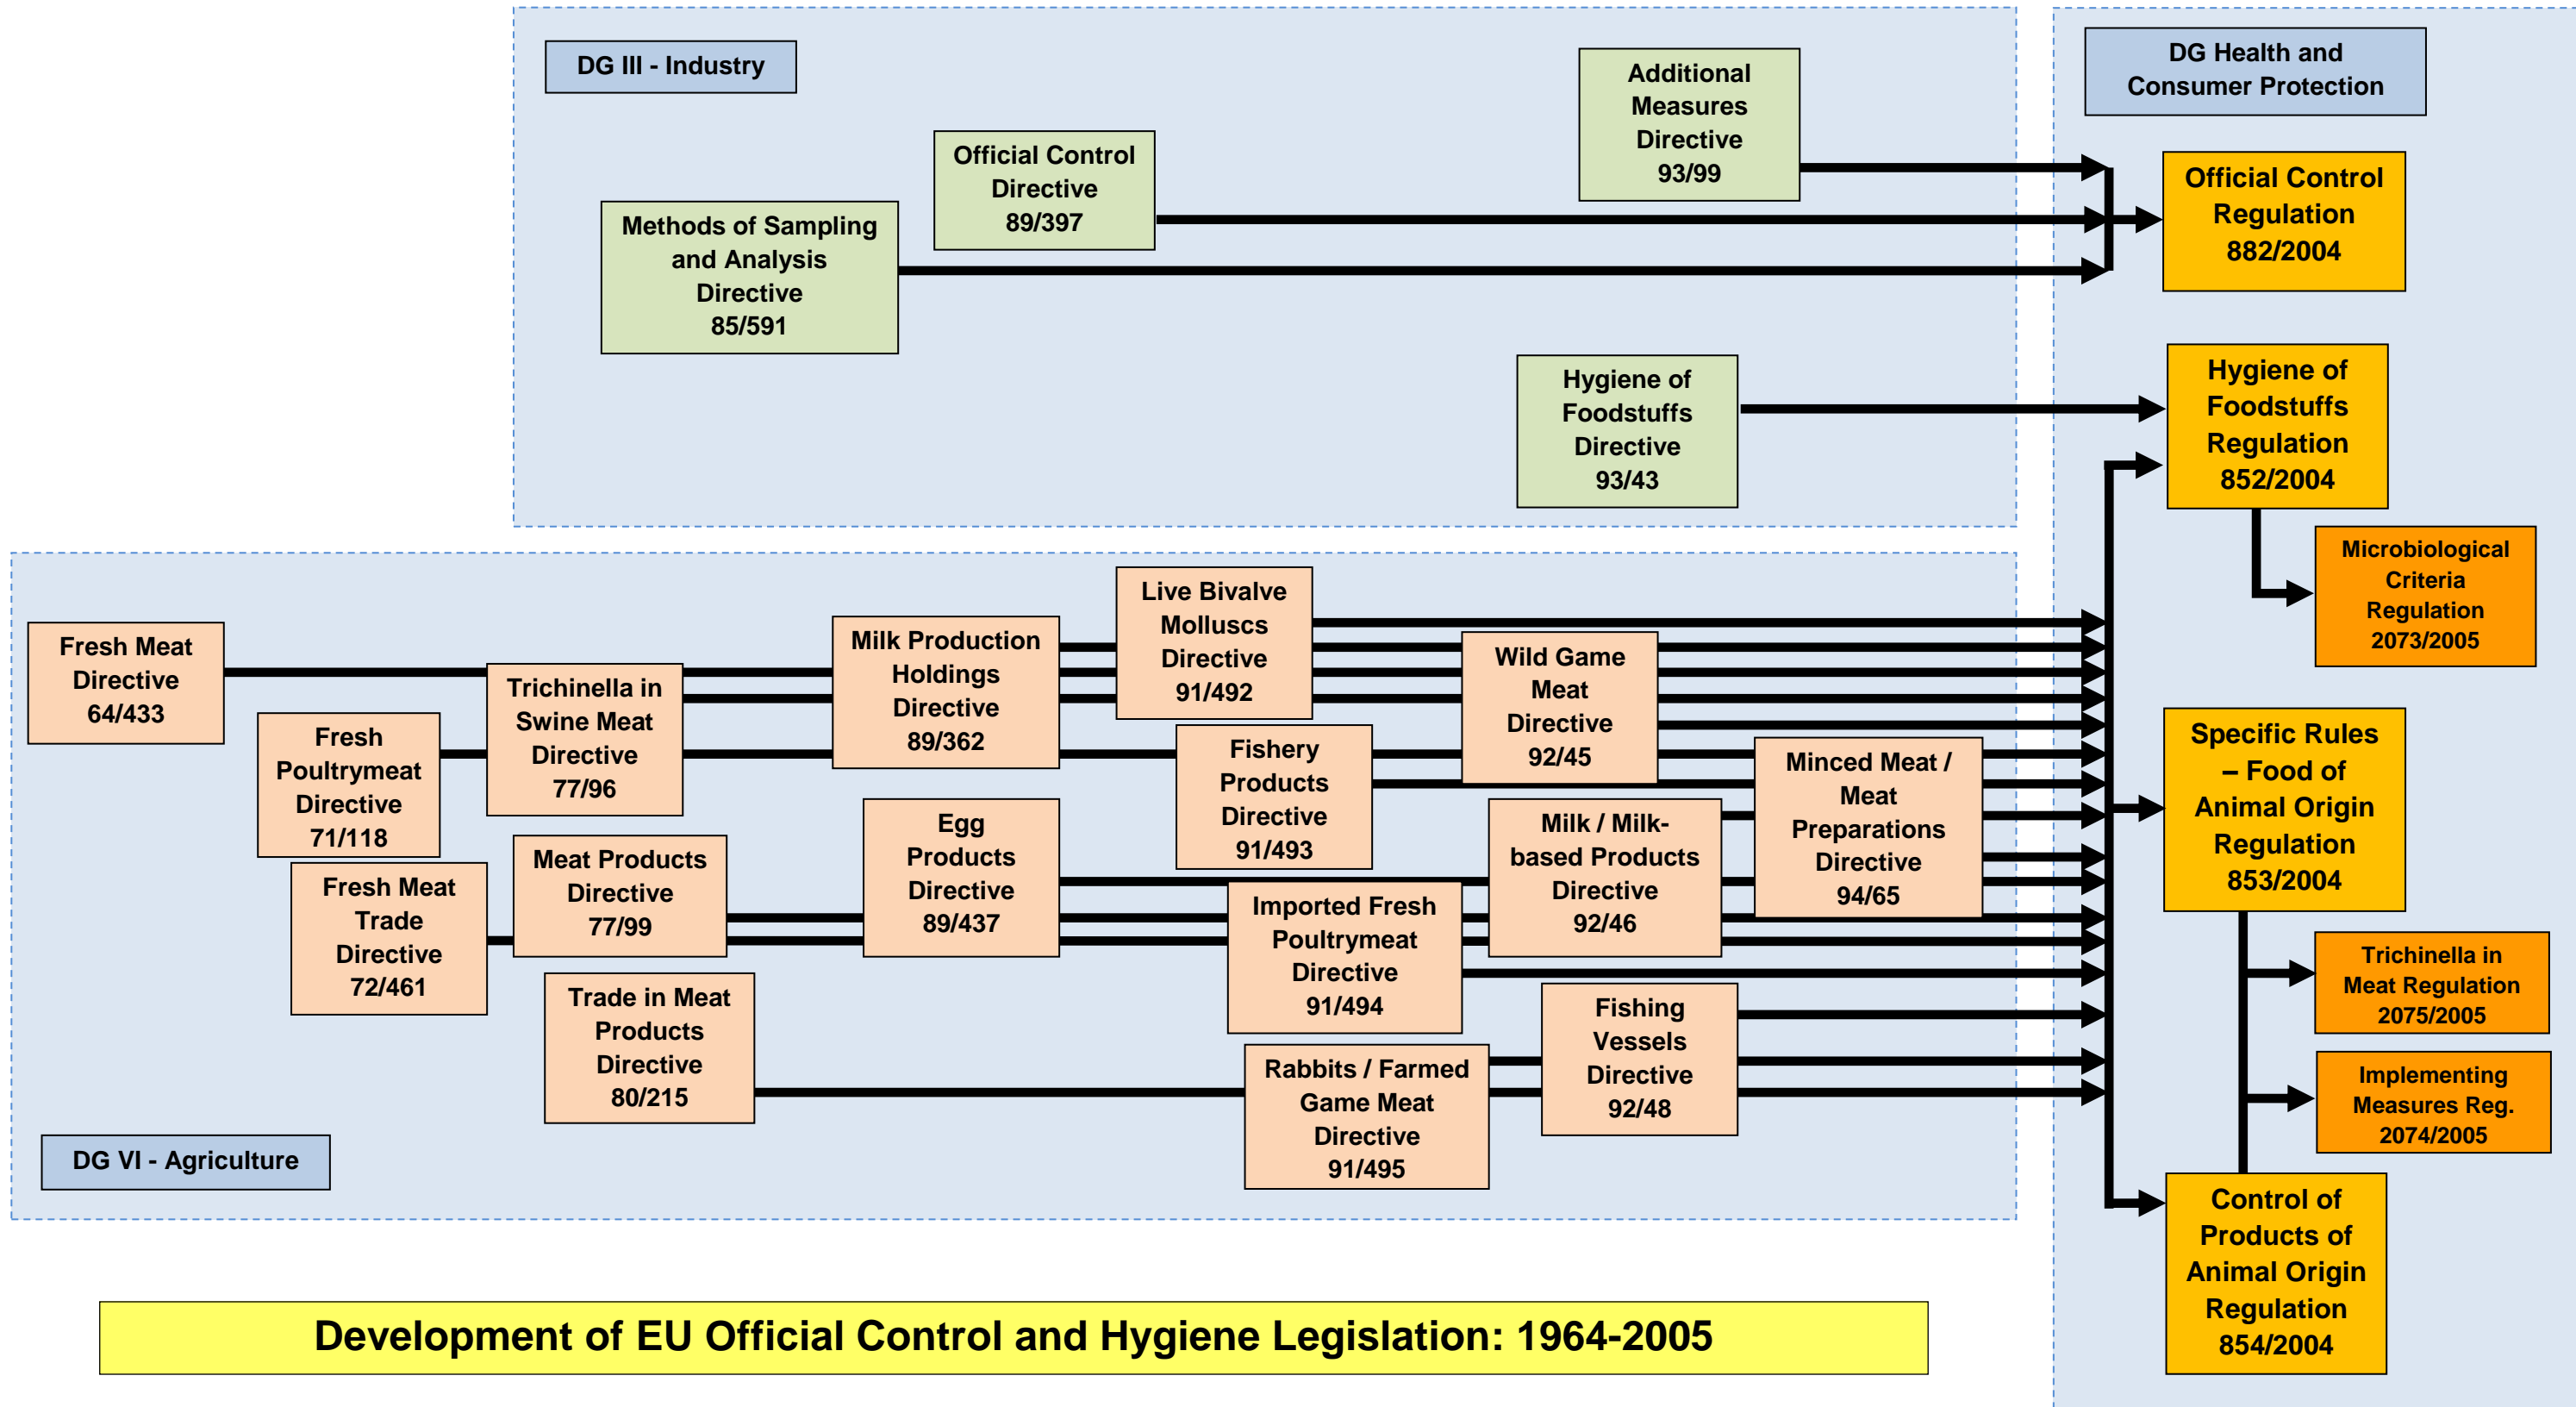 DG III - Industry
Additional
Measures
Directive
93/99
Official Control
Directive
89/397
Methods of Sampling
and Analysis
Directive
85/591
Hygiene of
Foodstuffs
Directive
93/43
DG Health and
Consumer Protection
Official Control
Regulation
882/2004
Hygiene of
Foodstuffs
Regulation
852/2004
Microbiological
Criteria
Regulation
2073/2005
Fresh Meat
Directive
64/433
Fresh
Poultrymeat
Directive
71/118
Fresh Meat
Trade
Directive
72/461
Trichinella in
Swine Meat
Directive
77/96
Meat Products
Directive
77/99
Trade in Meat
Products
Directive
80/215
Milk Production
Holdings
Directive
89/362
Egg
Products
Directive
89/437
Live Bivalve
Molluscs
Directive
91/492
Fishery
Products
Directive
91/493
Imported Fresh
Poultrymeat
Directive
91/494
Rabbits / Farmed
Game Meat
Directive
91/495
Wild Game
Meat
Directive
92/45
Milk / Milk-
based Products
Directive
92/46
Fishing
Vessels
Directive
92/48
Minced Meat /
Meat
Preparations
Directive
94/65
DG VI - Agriculture
Specific Rules
– Food of
Animal Origin
Regulation
853/2004
Trichinella in
Meat Regulation
2075/2005
Implementing
Measures Reg.
2074/2005
Control of
Products of
Animal Origin
Regulation
854/2004
Development of EU Official Control and Hygiene Legislation: 1964-2005